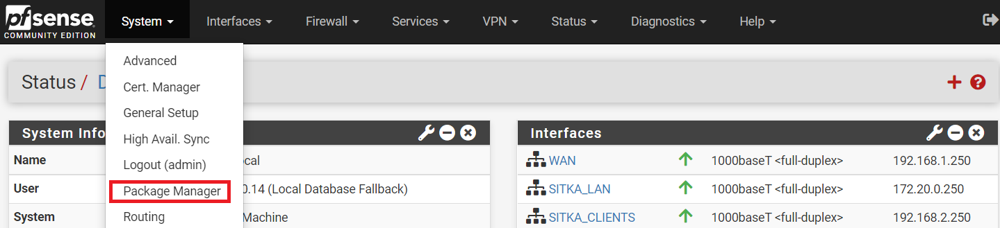 pfsense System Interfaces Firewall Services VPN Status Diagnostics Help
COMMUNITY EDITION
Advanced
Cert. Manager
General Setup
High Avail. Sync
Logout (admin)
Package Manager
Routing
Status /
System Info
Name cal
User 0.14 (Local Database Fallback)
System Machine
Interfaces
WAN 1000baseT <full-duplex> 192.168.1.250
SITKA_LAN 1000baseT <full-duplex> 172.20.0.250
SITKA_CLIENTS 1000baseT <full-duplex> 192.168.2.250